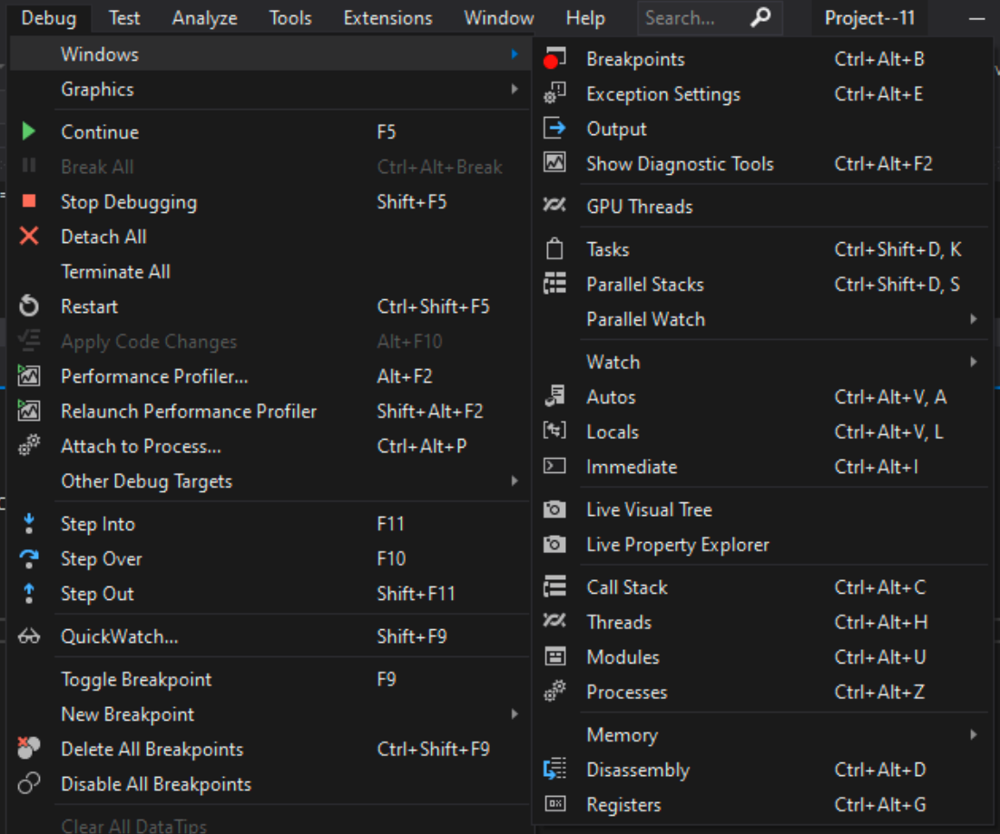 Debug Test Analyze Tools Extensions Window Help Search... Project--11
Windows
Graphics
Continue F5
Break All Ctrl+Alt+Break
Stop Debugging Shift+F5
Detach All
Terminate All
Restart Ctrl+Shift+F5
Apply Code Changes Alt+F10
Performance Profiler... Alt+F2
Relaunch Performance Profiler Shift+Alt+F2
Attach to Process... Ctrl+Alt+P
Other Debug Targets
Step Into F11
Step Over F10
Step Out Shift+F11
QuickWatch... Shift+F9
Toggle Breakpoint F9
New Breakpoint
Delete All Breakpoints Ctrl+Shift+F9
Disable All Breakpoints
Clear All DataTips
Breakpoints Ctrl+Alt+B
Exception Settings Ctrl+Alt+E
Output
Show Diagnostic Tools Ctrl+Alt+F2
GPU Threads
Tasks Ctrl+Shift+D, K
Parallel Stacks Ctrl+Shift+D, S
Parallel Watch
Watch
Autos Ctrl+Alt+V, A
Locals Ctrl+Alt+V, L
Immediate Ctrl+Alt+I
Live Visual Tree
Live Property Explorer
Call Stack Ctrl+Alt+C
Threads Ctrl+Alt+H
Modules Ctrl+Alt+U
Processes Ctrl+Alt+Z
Memory
Disassembly Ctrl+Alt+D
Registers Ctrl+Alt+G